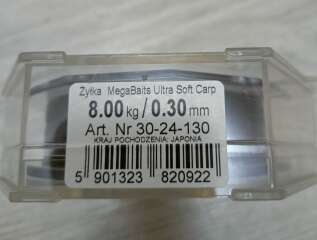 Żyłka MegaBaits Ultra Soft Carp
8.00 kg / 0.30 mm
Art. Nr 30-24-130
KRAJ POCHODZENIA: JAPONIA
5 901323 820922